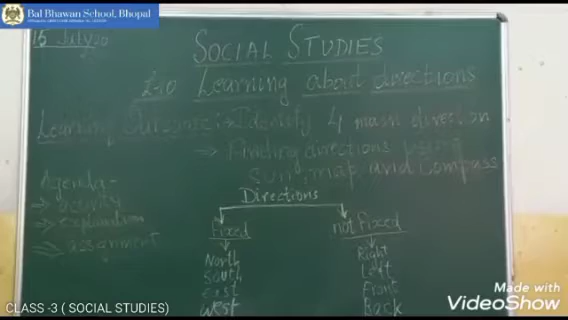 Bal Bhawan School, Bhopal
15 July 20
SOCIAL STUDIES
L-10 Learning about directions
Learning Outcome:⇒ Identify 4 main direction
⇒ Finding directions using
sun, map and Compass
Agenda -
⇒ activity
⇒ explanation
⇒ assignment
Directions
Fixed
North
South
East
West
not fixed
Right
Left
Front
Back
CLASS -3 ( SOCIAL STUDIES)
Made with
VideoShow